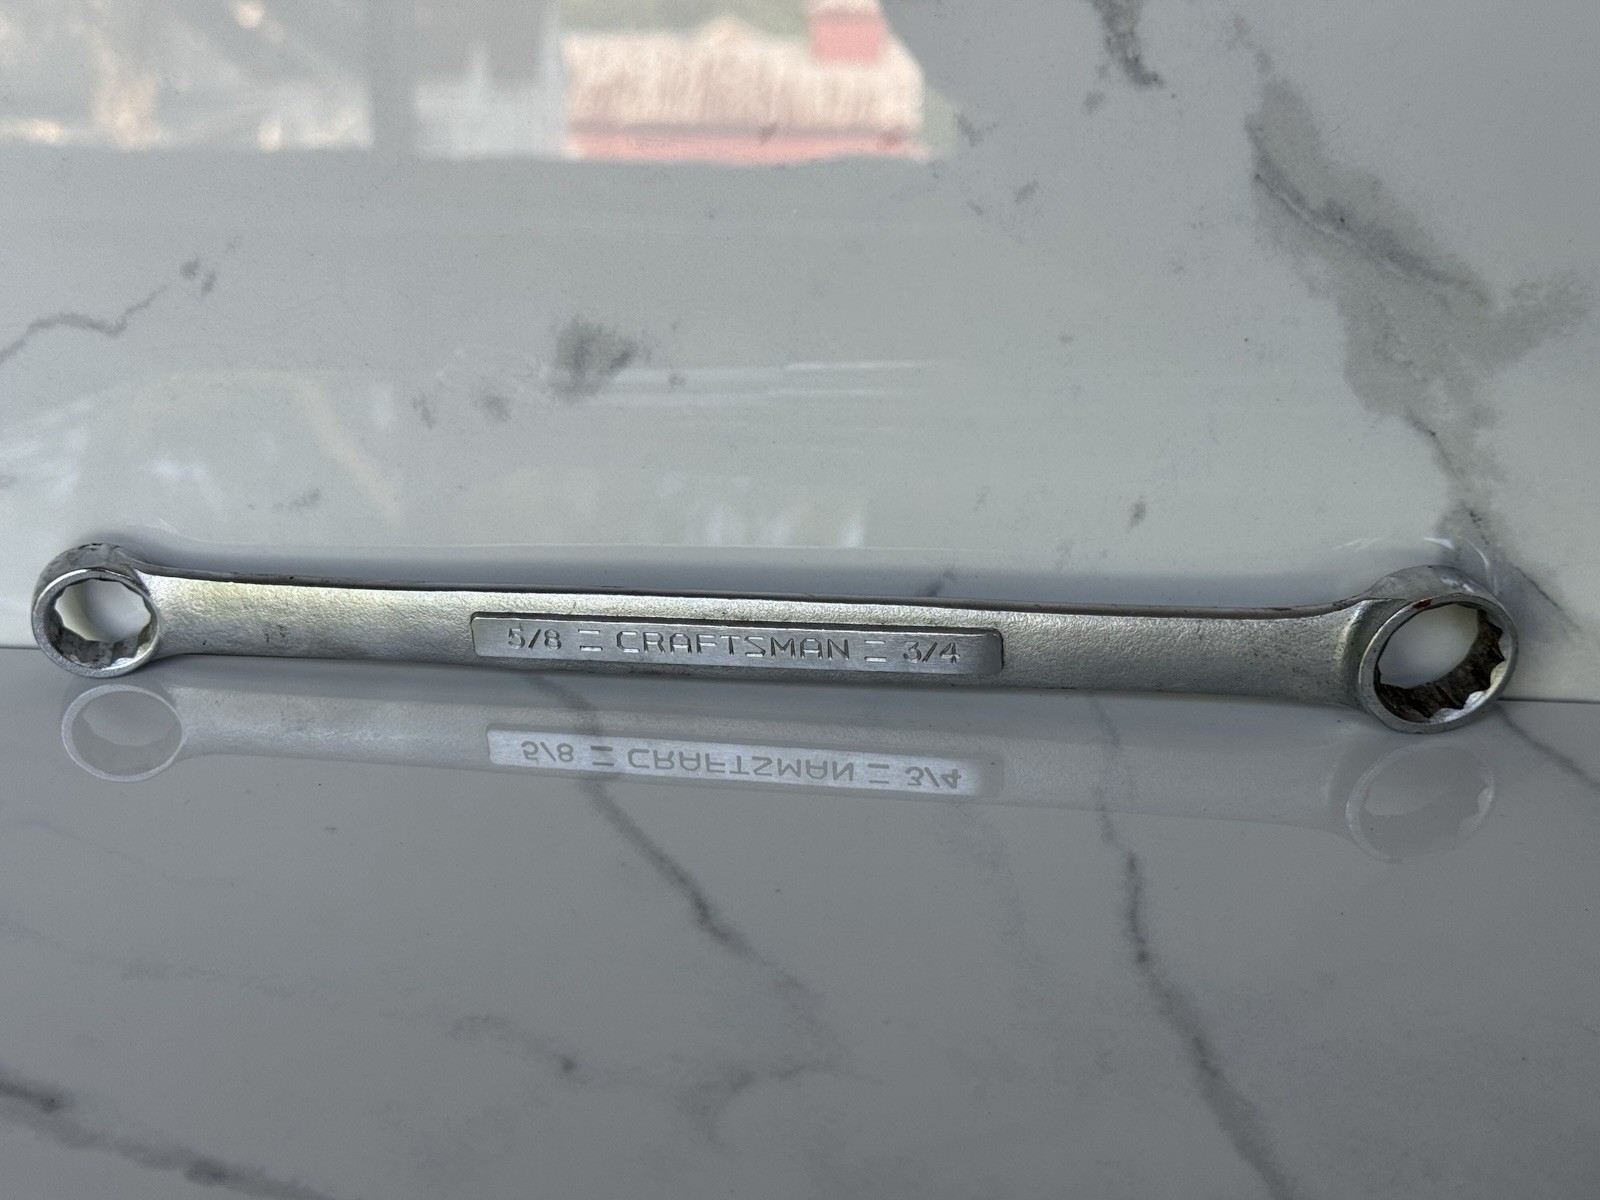 5/8 = CRAFTSMAN = 3/4